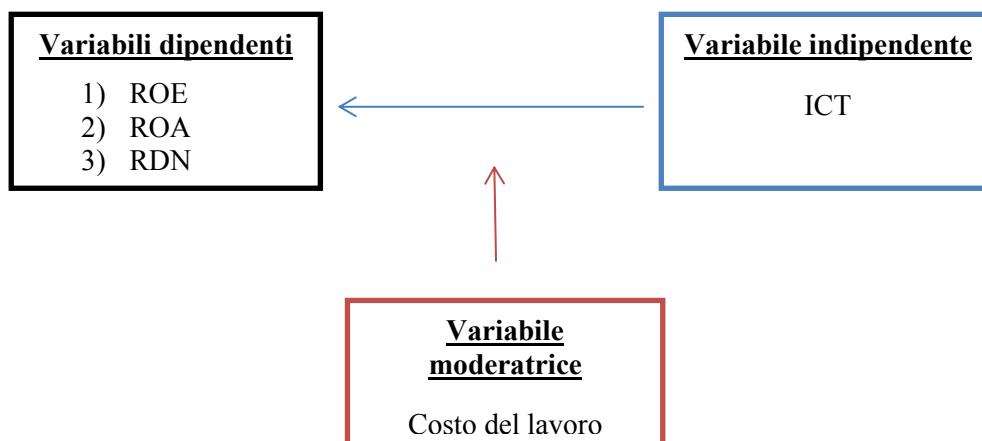 Variabili dipendenti
1) ROE
2) ROA
3) RDN
Variabile indipendente
ICT
Variabile
moderatrice
Costo del lavoro